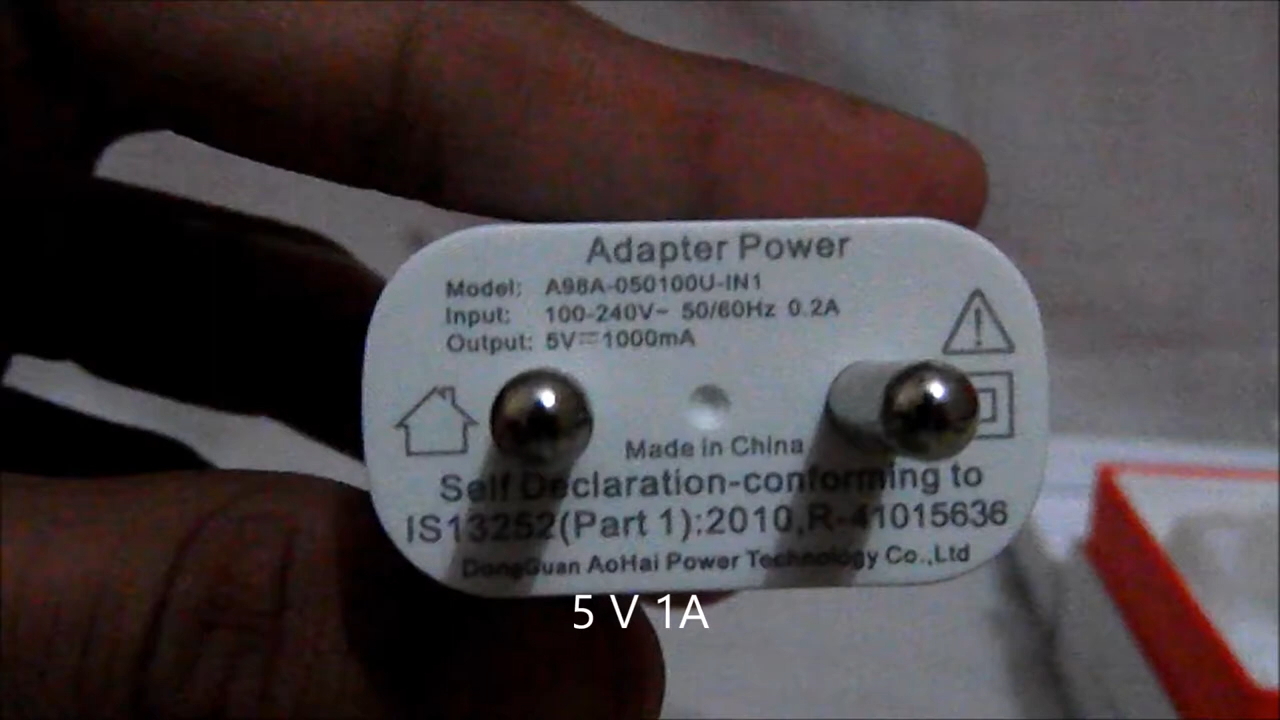 Adapter Power
Model: A98A-050100U-IN1
Input: 100-240V~ 50/60Hz 0.2A
Output: 5V⎓1000mA
Made in China
Self Declaration-conforming to
IS13252(Part 1):2010,R-41015636
DongGuan AoHai Power Technology Co.,Ltd
5 V 1A